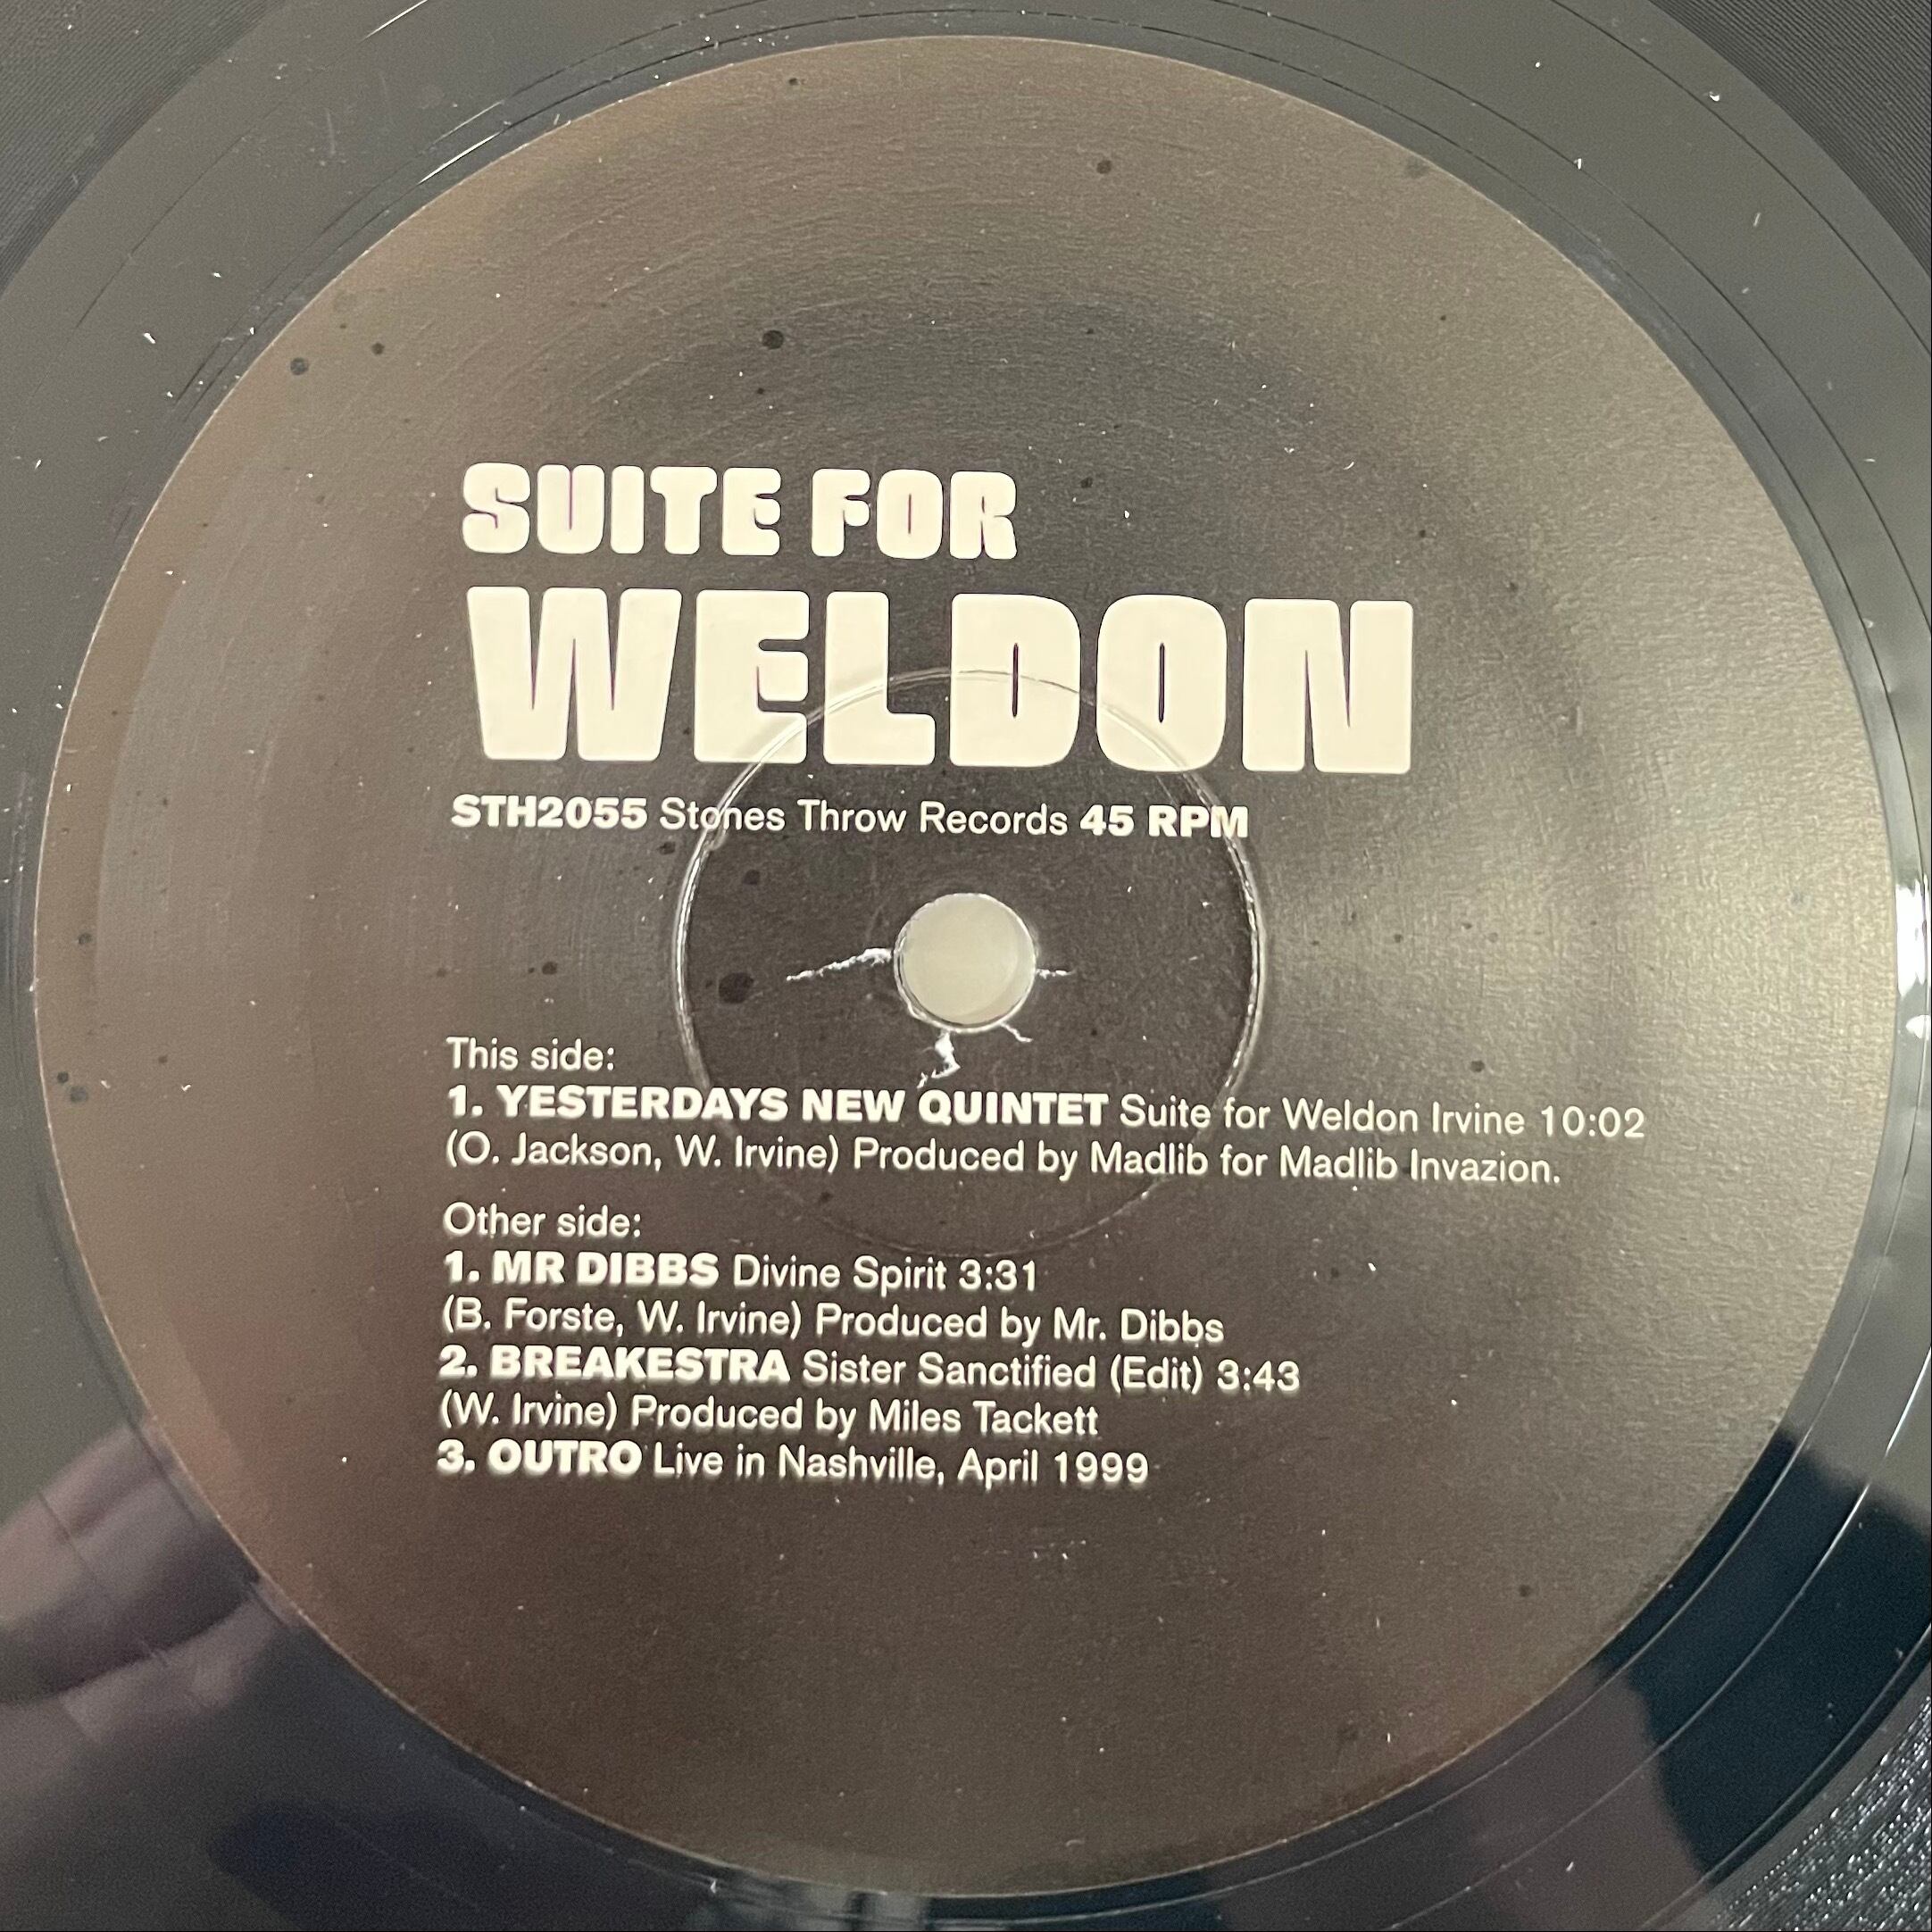 SUITE FOR
WELDON
STH2055 Stones Throw Records 45 RPM
This side:
1. YESTERDAYS NEW QUINTET Suite for Weldon Irvine 10:02
(O. Jackson, W. Irvine) Produced by Madlib for Madlib Invazion.
Other side:
1. MR DIBBS Divine Spirit 3:31
(B. Forste, W. Irvine) Produced by Mr. Dibbs
2. BREAKESTRA Sister Sanctified (Edit) 3:43
(W. Irvine) Produced by Miles Tackett
3. OUTRO Live in Nashville, April 1999